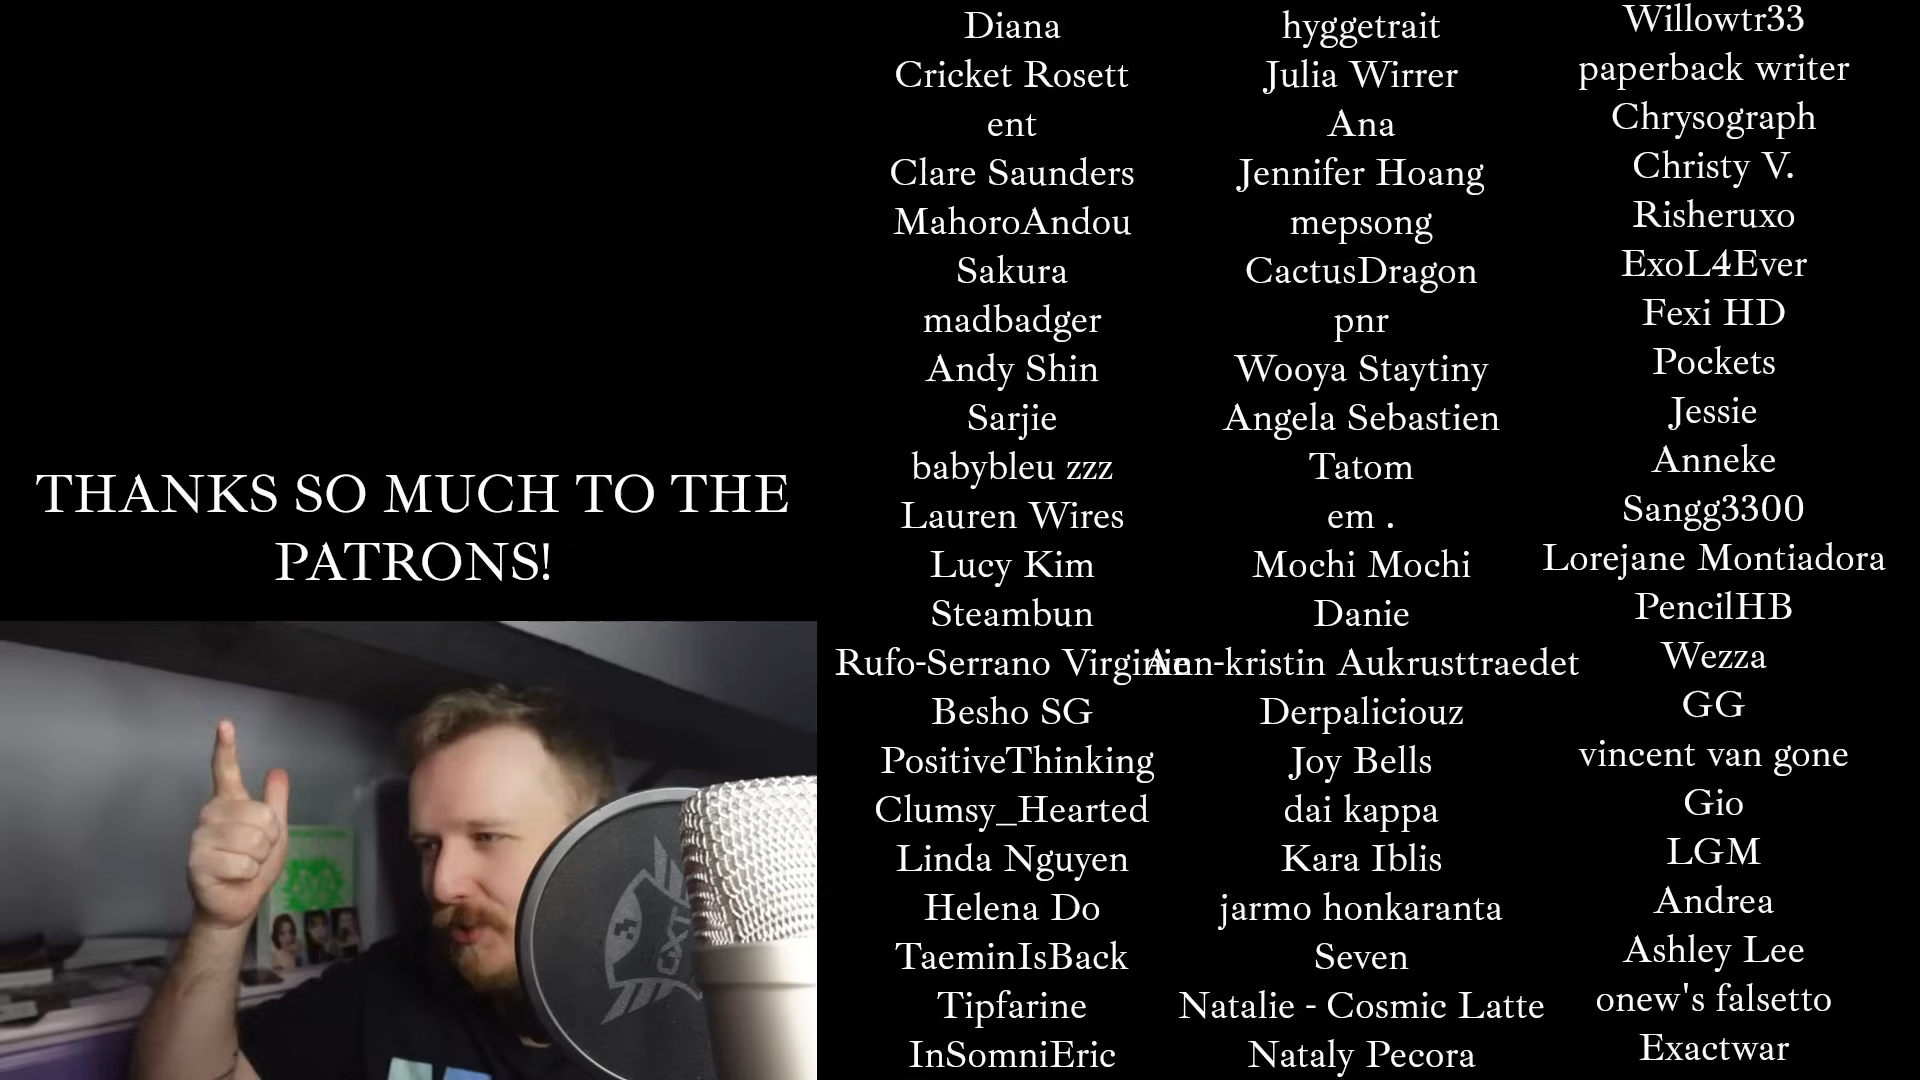 THANKS SO MUCH TO THE
PATRONS!
Diana
Cricket Rosett
ent
Clare Saunders
MahoroAndou
Sakura
madbadger
Andy Shin
Sarjie
babybleu zzz
Lauren Wires
Lucy Kim
Steambun
Rufo-Serrano Virginie
Besho SG
PositiveThinking
Clumsy_Hearted
Linda Nguyen
Helena Do
TaeminIsBack
Tipfarine
InSomniEric
hyggetrait
Julia Wirrer
Ana
Jennifer Hoang
mepsong
CactusDragon
pnr
Wooya Staytiny
Angela Sebastien
Tatom
em .
Mochi Mochi
Danie
Ann-kristin Aukrusttraedet
Derpaliciouz
Joy Bells
dai kappa
Kara Iblis
jarmo honkaranta
Seven
Natalie - Cosmic Latte
Nataly Pecora
Willowtr33
paperback writer
Chrysograph
Christy V.
Risheruxo
ExoL4Ever
Fexi HD
Pockets
Jessie
Anneke
Sangg3300
Lorejane Montiadora
PencilHB
Wezza
GG
vincent van gone
Gio
LGM
Andrea
Ashley Lee
onew's falsetto
Exactwar
CXT